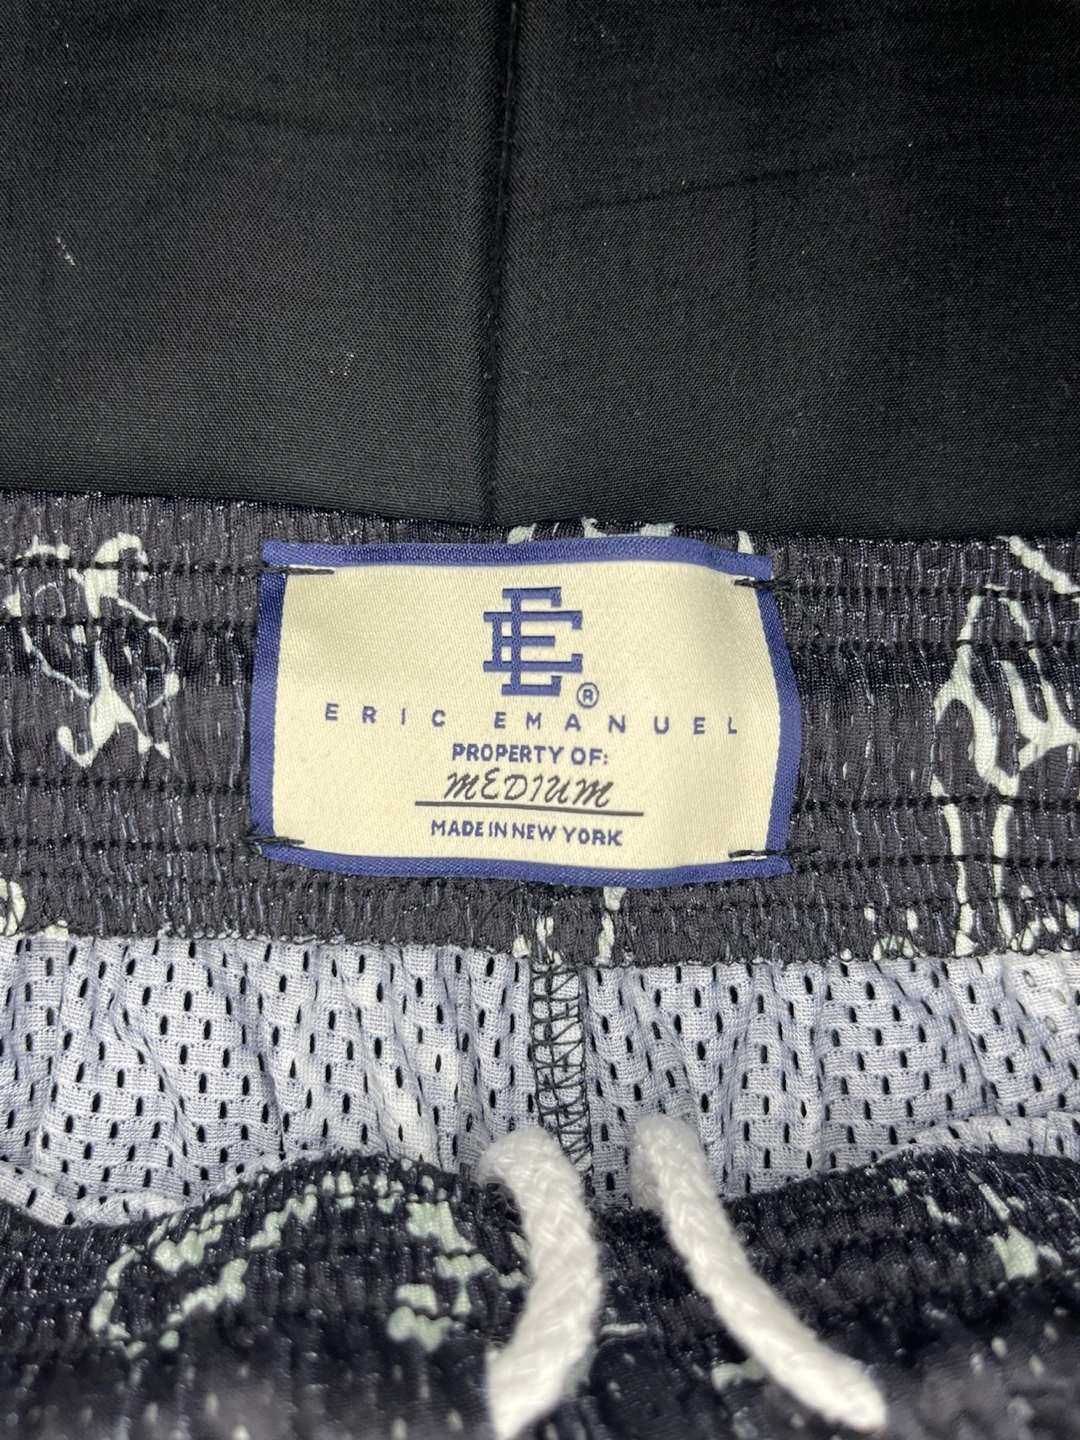 EE®
ERIC EMANUEL
PROPERTY OF:
MEDIUM
MADE IN NEW YORK